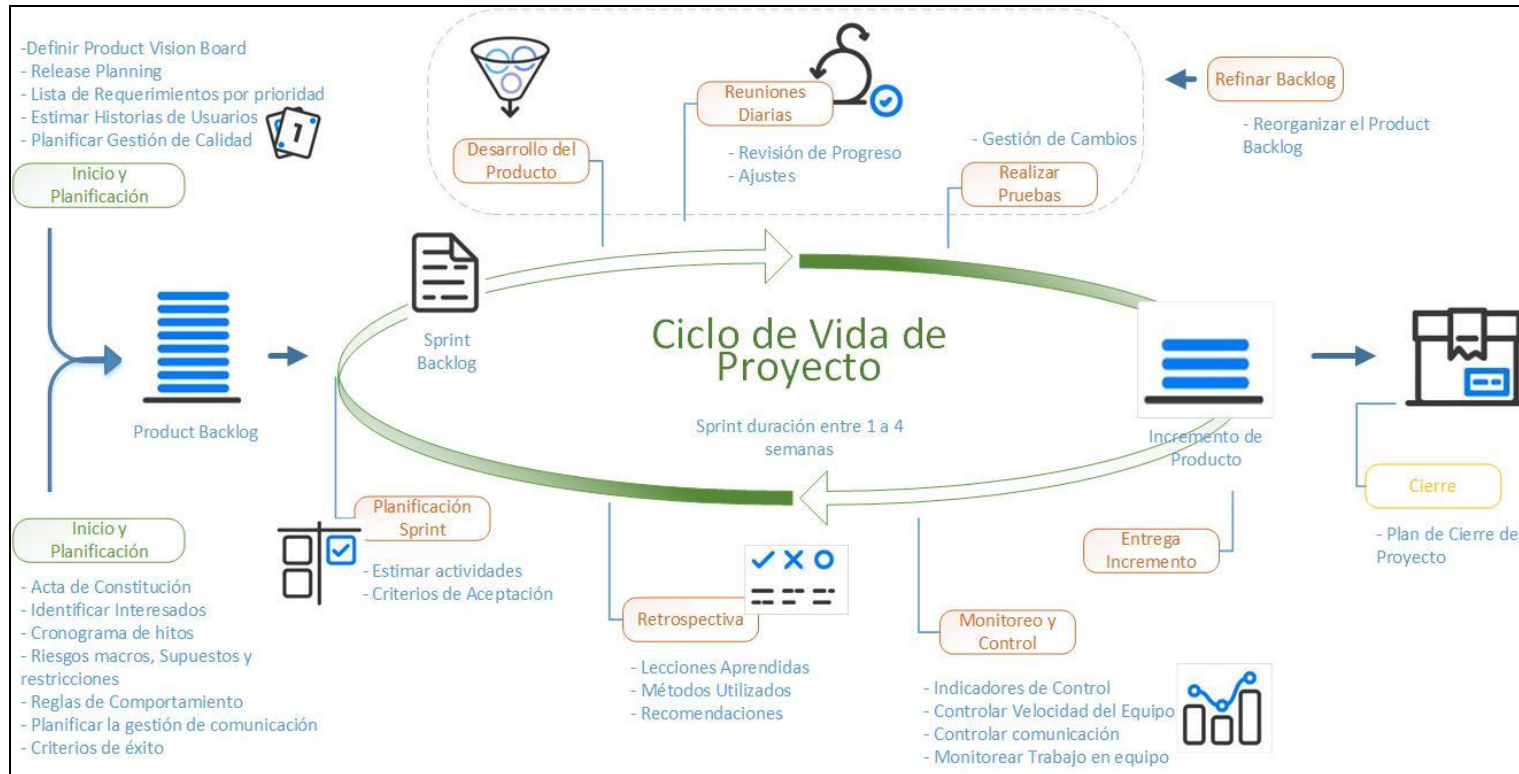 -Definir Product Vision Board
- Release Planning
- Lista de Requerimientos por prioridad
- Estimar Historias de Usuarios
- Planificar Gestión de Calidad
1
Inicio y
Planificación
Desarrollo del
Producto
Reuniones
Diarias
- Revisión de Progreso
- Ajustes
- Gestión de Cambios
Realizar
Pruebas
Refinar Backlog
- Reorganizar el Product
Backlog
Product Backlog
Sprint
Backlog
Ciclo de Vida de
Proyecto
Sprint duración entre 1 a 4
semanas
Incremento de
Producto
Cierre
- Plan de Cierre de
Proyecto
Inicio y
Planificación
- Acta de Constitución
- Identificar Interesados
- Cronograma de hitos
- Riesgos macros, Supuestos y
restricciones
- Reglas de Comportamiento
- Planificar la gestión de comunicación
- Criterios de éxito
Planificación
Sprint
- Estimar actividades
- Criterios de Aceptación
Retrospectiva
- Lecciones Aprendidas
- Métodos Utilizados
- Recomendaciones
Monitoreo y
Control
- Indicadores de Control
- Controlar Velocidad del Equipo
- Controlar comunicación
- Monitorear Trabajo en equipo
Entrega
Incremento